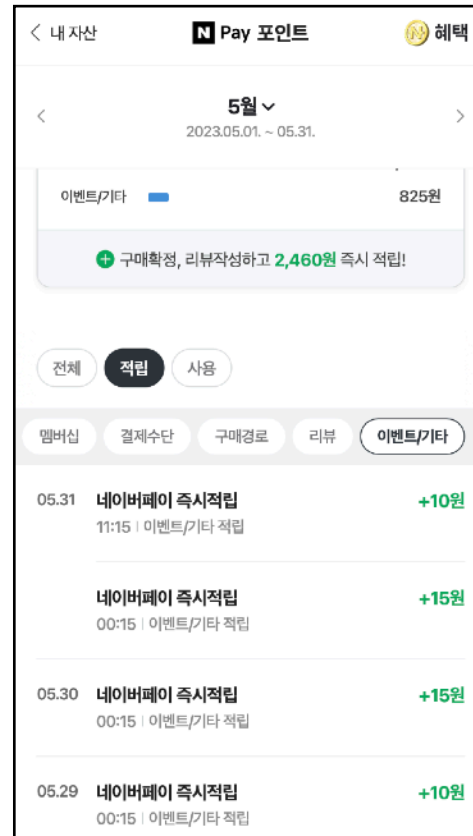 내 자산
N Pay 포인트
혜택
5월
2023.05.01. ~ 05.31.
이벤트/기타 825원
구매확정, 리뷰작성하고 2,460원 즉시 적립!
전체 적립 사용
멤버십 결제수단 구매경로 리뷰 이벤트/기타
05.31 네이버페이 즉시적립 +10원
11:15 | 이벤트/기타 적립
네이버페이 즉시적립 +15원
00:15 | 이벤트/기타 적립
05.30 네이버페이 즉시적립 +15원
00:15 | 이벤트/기타 적립
05.29 네이버페이 즉시적립 +10원
00:15 | 이벤트/기타 적립